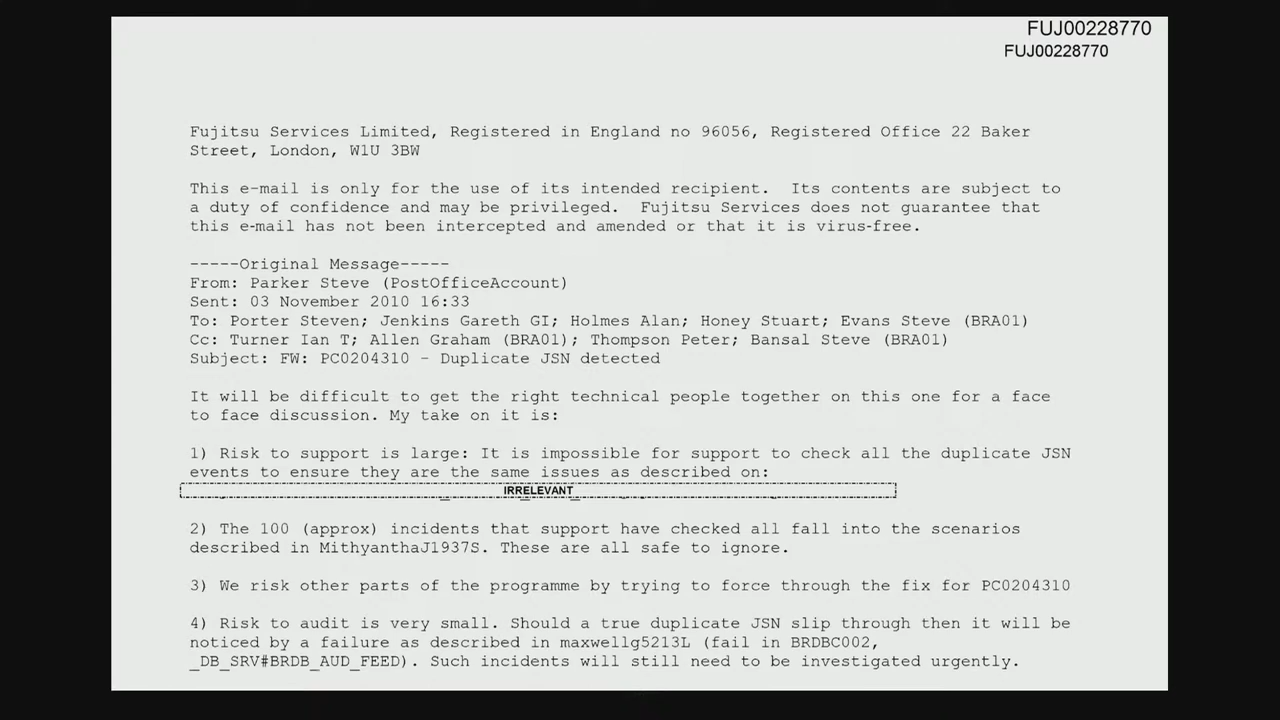 FUJ00228770
FUJ00228770
Fujitsu Services Limited, Registered in England no 96056, Registered Office 22 Baker
Street, London, W1U 3BW
This e-mail is only for the use of its intended recipient.  Its contents are subject to
a duty of confidence and may be privileged.  Fujitsu Services does not guarantee that
this e-mail has not been intercepted and amended or that it is virus-free.
-----Original Message-----
From: Parker Steve (PostOfficeAccount)
Sent: 03 November 2010 16:33
To: Porter Steven; Jenkins Gareth GI; Holmes Alan; Honey Stuart; Evans Steve (BRA01)
Cc: Turner Ian T; Allen Graham (BRA01); Thompson Peter; Bansal Steve (BRA01)
Subject: FW: PC0204310 - Duplicate JSN detected
It will be difficult to get the right technical people together on this one for a face
to face discussion. My take on it is:
1) Risk to support is large: It is impossible for support to check all the duplicate JSN
events to ensure they are the same issues as described on:
IRRELEVANT
2) The 100 (approx) incidents that support have checked all fall into the scenarios
described in MithyanthaJ1937S. These are all safe to ignore.
3) We risk other parts of the programme by trying to force through the fix for PC0204310
4) Risk to audit is very small. Should a true duplicate JSN slip through then it will be
noticed by a failure as described in maxwellg5213L (fail in BRDBC002,
_DB_SRV#BRDB_AUD_FEED). Such incidents will still need to be investigated urgently.